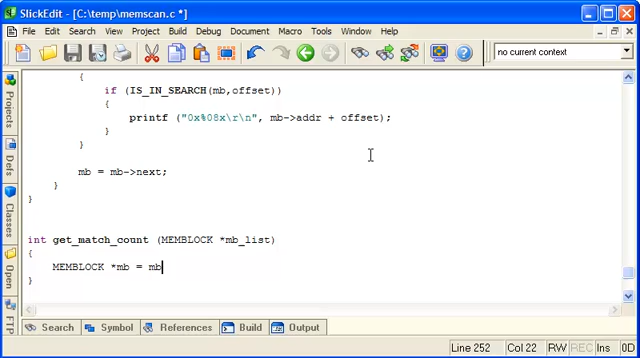 SlickEdit - [C:\temp\memscan.c *]
File Edit Search View Project Build Debug Document Macro Tools Window Help
no current context
{
if (IS_IN_SEARCH(mb,offset))
{
printf ("0x%08x\r\n", mb->addr + offset);
}
}
mb = mb->next;
}
}
int get_match_count (MEMBLOCK *mb_list)
{
MEMBLOCK *mb = mb
}
Projects
Defs
Classes
Open
FTP
Search Symbol References Build Output
Line 252 Col 22 RW REC Ins 0D